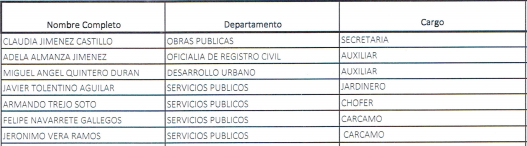 Nombre Completo Departamento Cargo
CLAUDIA JIMENEZ CASTILLO OBRAS PUBLICAS SECRETARIA
ADELA ALMANZA JIMENEZ OFICIALIA DE REGISTRO CIVIL AUXILIAR
MIGUEL ANGEL QUINTERO DURAN DESARROLLO URBANO AUXILIAR
JAVIER TOLENTINO AGUILAR SERVICIOS PUBLICOS JARDINERO
ARMANDO TREJO SOTO SERVICIOS PUBLICOS CHOFER
FELIPE NAVARRETE GALLEGOS SERVICIOS PUBLICOS CARCAMO
JERONIMO VERA RAMOS SERVICIOS PUBLICOS CARCAMO